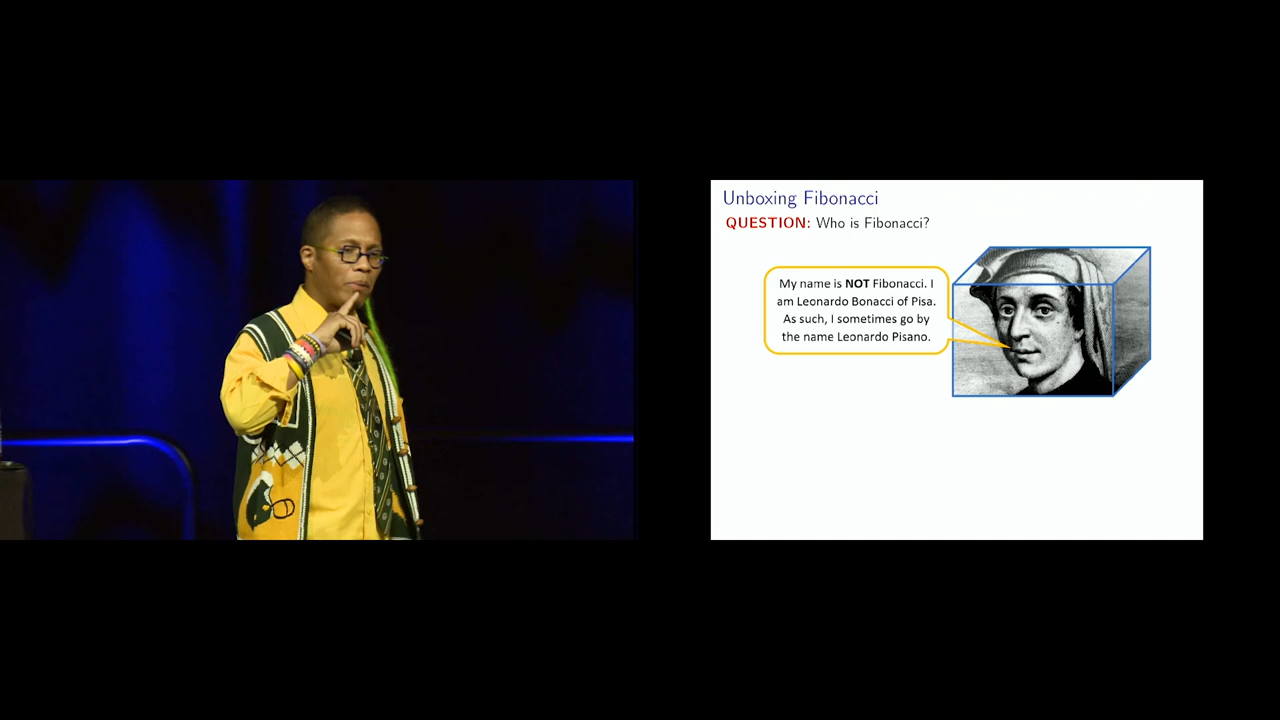 Unboxing Fibonacci
QUESTION: Who is Fibonacci?
My name is NOT Fibonacci. I
am Leonardo Bonacci of Pisa.
As such, I sometimes go by
the name Leonardo Pisano.